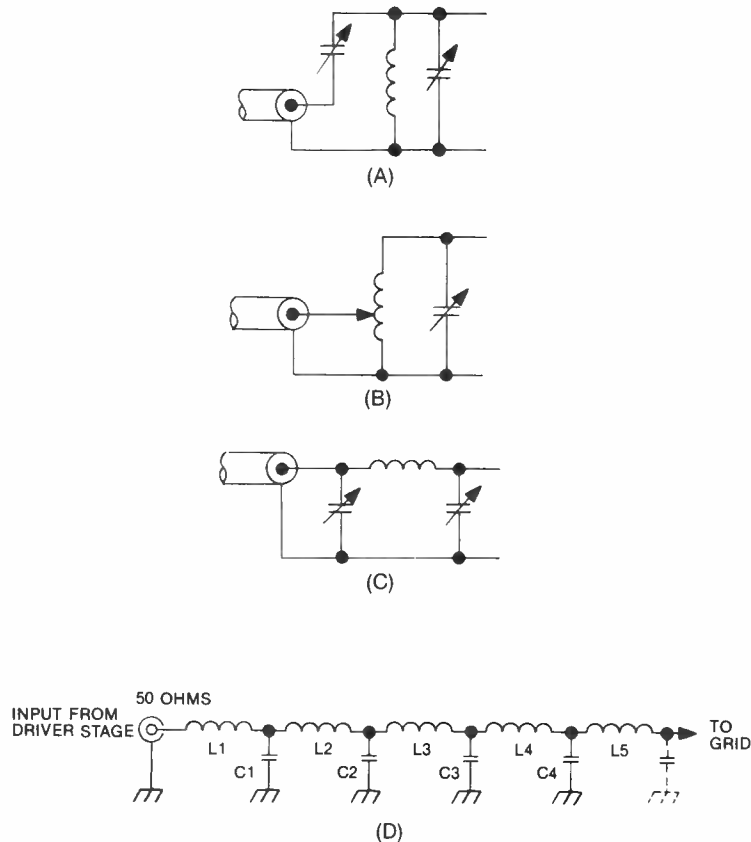 (A)
(B)
(C)
50 OHMS
INPUT FROM
DRIVER STAGE
L1 L2 L3 L4 L5
C1 C2 C3 C4
TO
GRID
(D)